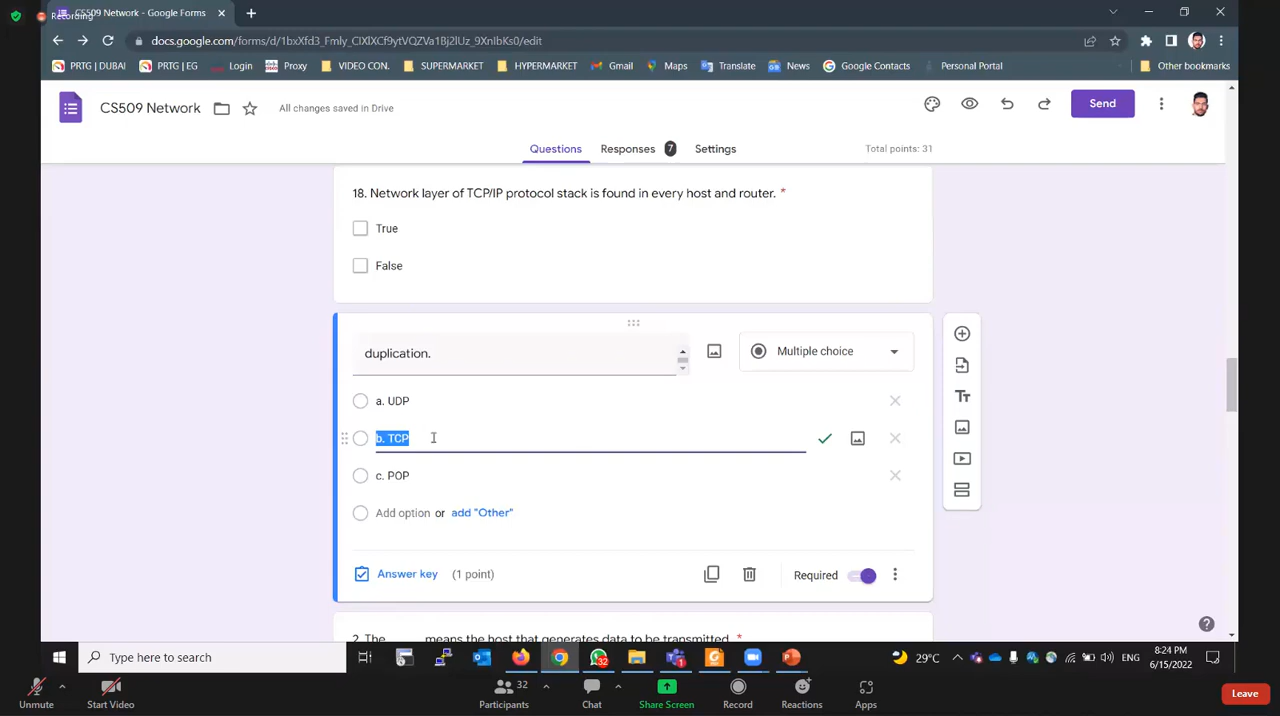 Recording
CS509 Network - Google Forms
docs.google.com/forms/d/1bxXfd3_Fmly_ClXlXCf9ytVQZVa1Bj2lUz_9XnIbKs0/edit
PRTG | DUBAI
PRTG | EG
Login
Proxy
VIDEO CON.
SUPERMARKET
HYPERMARKET
Gmail
Maps
Translate
News
Google Contacts
Personal Portal
Other bookmarks
CS509 Network
All changes saved in Drive
Send
Questions
Responses 7
Settings
Total points: 31
18. Network layer of TCP/IP protocol stack is found in every host and router. *
True
False
duplication.
Multiple choice
a. UDP
b. TCP
c. POP
Add option or add "Other"
Answer key (1 point)
Required
2. The ____ means the host that generates data to be transmitted. *
Type here to search
32
1
29°C
ENG
8:24 PM
6/15/2022
Unmute
Start Video
Participants 32
Chat
Share Screen
Record
Reactions
Apps
Leave